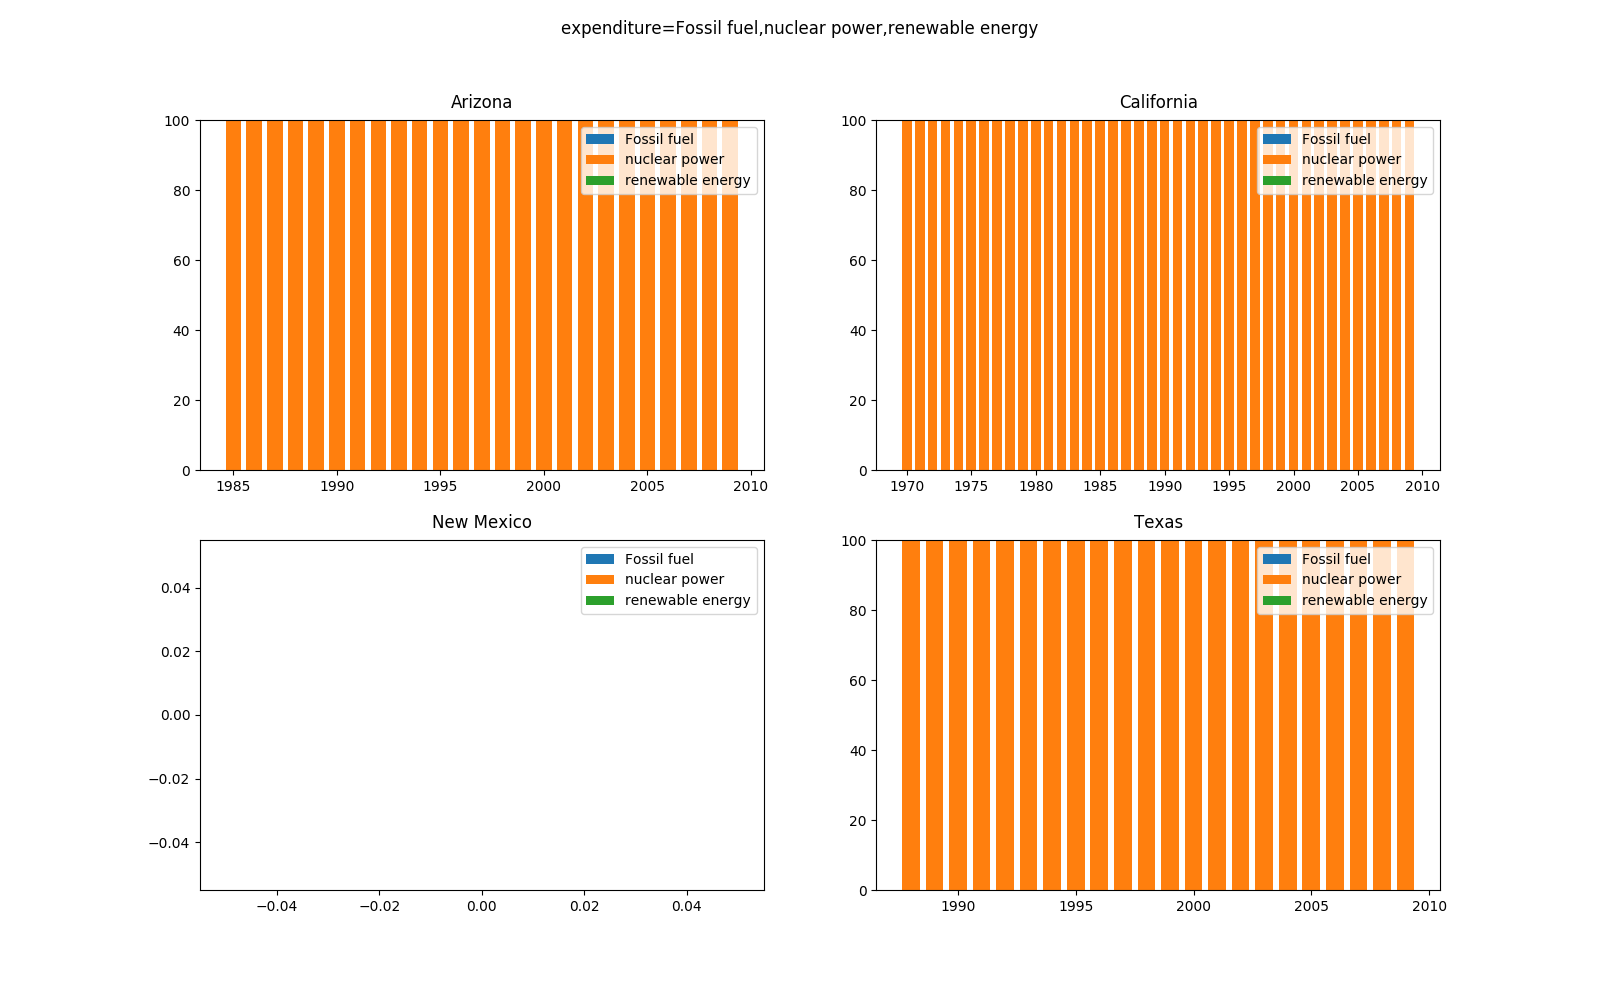 expenditure=Fossil fuel,nuclear power,renewable energy
Arizona
100
80
60
40
20
0
Fossil fuel
nuclear power
renewable energy
1985 1990 1995 2000 2005 2010
California
100
80
60
40
20
0
Fossil fuel
nuclear power
renewable energy
1970 1975 1980 1985 1990 1995 2000 2005 2010
New Mexico
0.04
0.02
0.00
−0.02
−0.04
Fossil fuel
nuclear power
renewable energy
−0.04 −0.02 0.00 0.02 0.04
Texas
100
80
60
40
20
0
Fossil fuel
nuclear power
renewable energy
1990 1995 2000 2005 2010